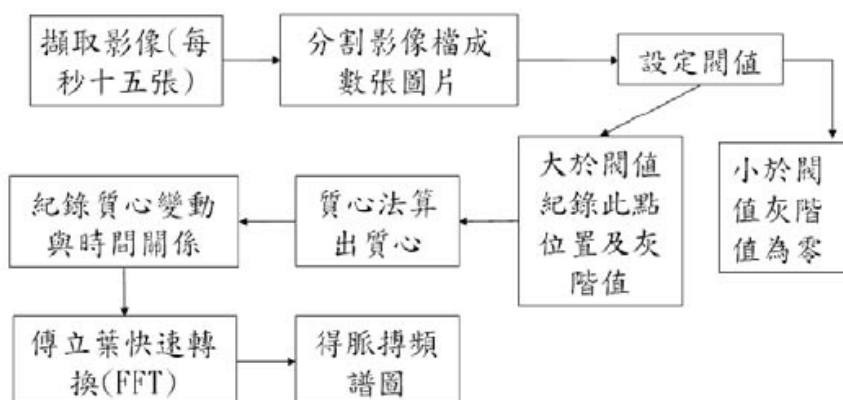 擷取影像(每
秒十五張)
分割影像檔成
數張圖片
設定閥值
大於閥值
紀錄此點
位置及灰
階值
小於閥
值灰階
值為零
質心法算
出質心
紀錄質心變動
與時間關係
傅立葉快速轉
換(FFT)
得脈搏頻
譜圖